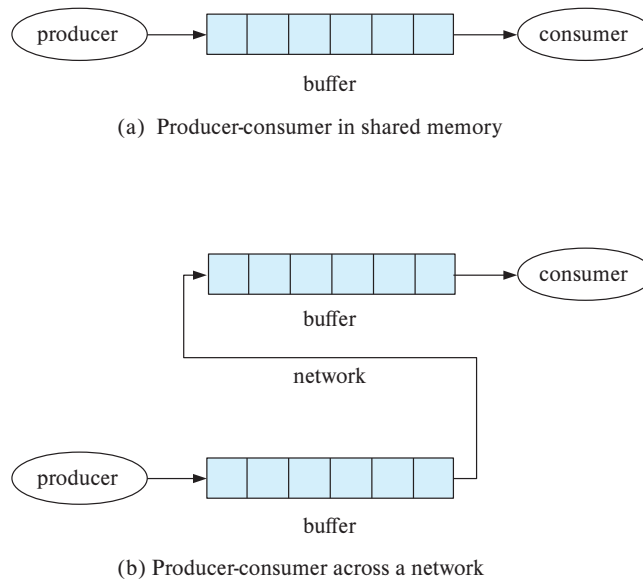 producer
consumer
buffer
(a) Producer-consumer in shared memory
consumer
buffer
network
producer
buffer
(b) Producer-consumer across a network